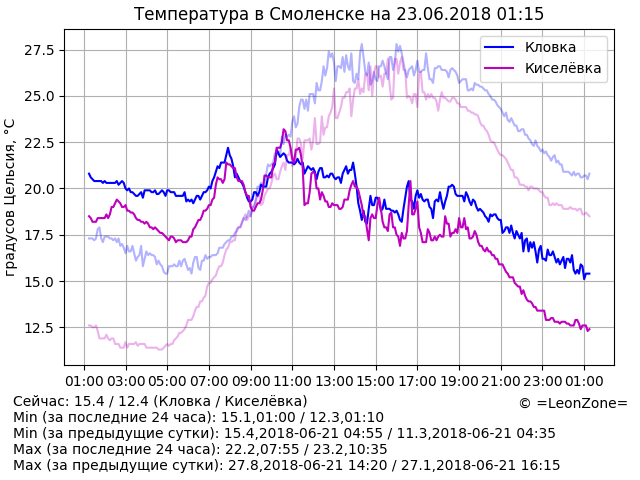 Температура в Смоленске на 23.06.2018 01:15
градусов Цельсия, °C
27.5
25.0
22.5
20.0
17.5
15.0
12.5
Кловка
Киселёвка
01:00 03:00 05:00 07:00 09:00 11:00 13:00 15:00 17:00 19:00 21:00 23:00 01:00
Сейчас: 15.4 / 12.4 (Кловка / Киселёвка)
© =LeonZone=
Min (за последние 24 часа): 15.1,01:00 / 12.3,01:10
Min (за предыдущие сутки): 15.4,2018-06-21 04:55 / 11.3,2018-06-21 04:35
Max (за последние 24 часа): 22.2,07:55 / 23.2,10:35
Max (за предыдущие сутки): 27.8,2018-06-21 14:20 / 27.1,2018-06-21 16:15